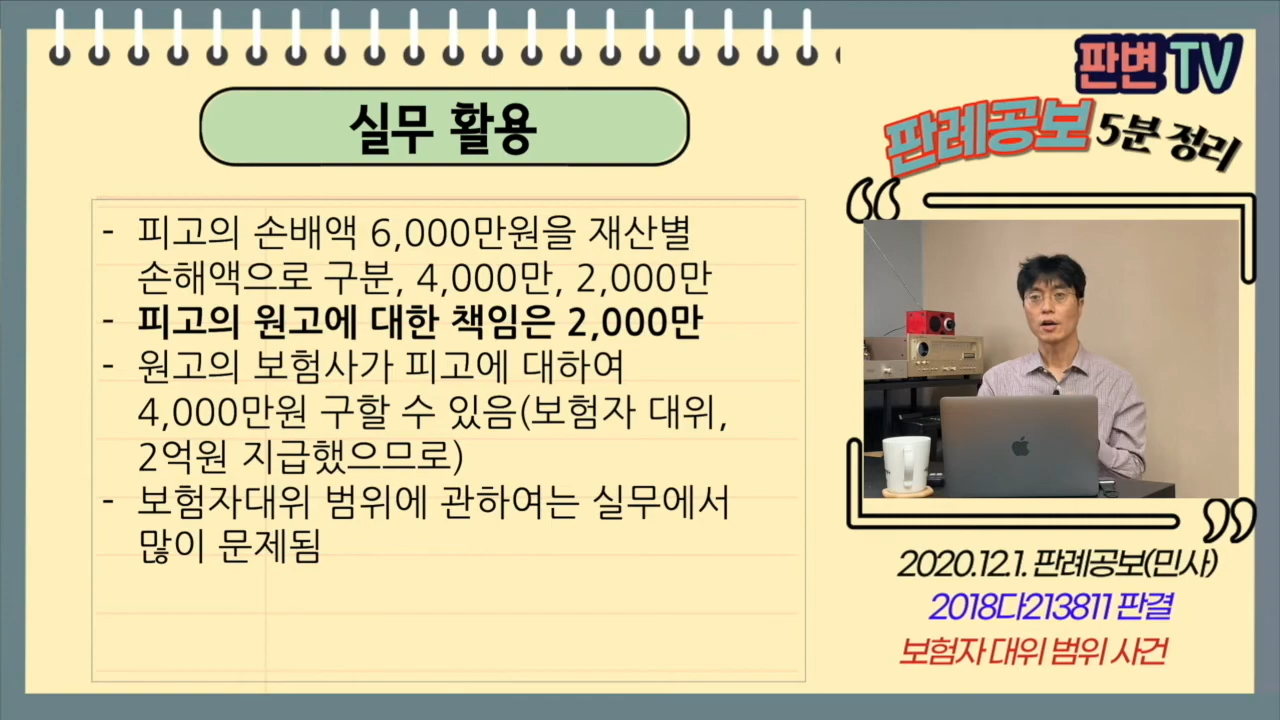 판변TV
판례공보 5분 정리
실무 활용
- 피고의 손배액 6,000만원을 재산별
손해액으로 구분, 4,000만, 2,000만
- 피고의 원고에 대한 책임은 2,000만
- 원고의 보험사가 피고에 대하여
4,000만원 구할 수 있음(보험자 대위,
2억원 지급했으므로)
- 보험자대위 범위에 관하여는 실무에서
많이 문제됨
2020.12.1. 판례공보(민사)
2018다213811 판결
보험자 대위 범위 사건